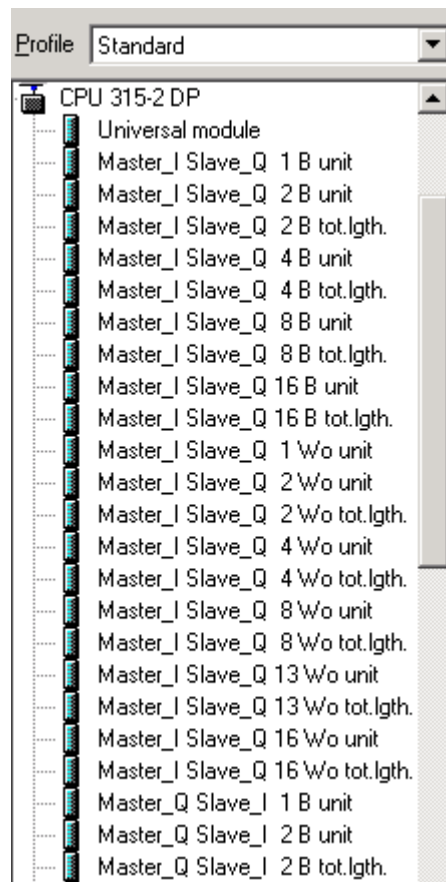 Profile Standard
CPU 315-2 DP
Universal module
Master_I Slave_Q 1 B unit
Master_I Slave_Q 2 B unit
Master_I Slave_Q 2 B tot.lgth.
Master_I Slave_Q 4 B unit
Master_I Slave_Q 4 B tot.lgth.
Master_I Slave_Q 8 B unit
Master_I Slave_Q 8 B tot.lgth.
Master_I Slave_Q 16 B unit
Master_I Slave_Q 16 B tot.lgth.
Master_I Slave_Q 1 Wo unit
Master_I Slave_Q 2 Wo unit
Master_I Slave_Q 2 Wo tot.lgth.
Master_I Slave_Q 4 Wo unit
Master_I Slave_Q 4 Wo tot.lgth.
Master_I Slave_Q 8 Wo unit
Master_I Slave_Q 8 Wo tot.lgth.
Master_I Slave_Q 13 Wo unit
Master_I Slave_Q 13 Wo tot.lgth.
Master_I Slave_Q 16 Wo unit
Master_I Slave_Q 16 Wo tot.lgth.
Master_Q Slave_I 1 B unit
Master_Q Slave_I 2 B unit
Master_Q Slave_I 2 B tot.lgth.